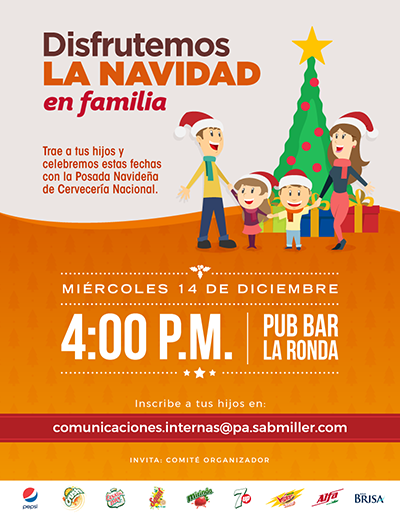 Disfrutemos
LA NAVIDAD
en familia
Trae a tus hijos y
celebremos estas fechas
con la Posada Navideña
de Cervecería Nacional.
MIÉRCOLES 14 DE DICIEMBRE
4:00 P.M.
PUB BAR
LA RONDA
Inscribe a tus hijos en:
comunicaciones.internas@pa.sabmiller.com
INVITA: COMITÉ ORGANIZADOR
pepsi
7up
Alfa
BRISA